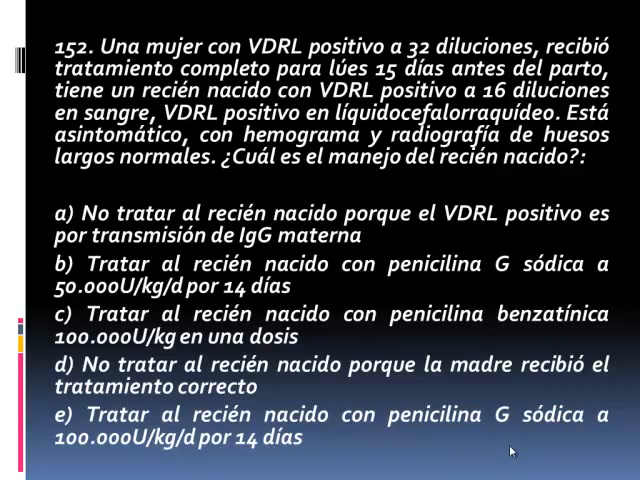 152. Una mujer con VDRL positivo a 32 diluciones, recibió
tratamiento completo para lúes 15 días antes del parto,
tiene un recién nacido con VDRL positivo a 16 diluciones
en sangre, VDRL positivo en líquidocefalorraquídeo. Está
asintomático, con hemograma y radiografía de huesos
largos normales. ¿Cuál es el manejo del recién nacido?:
a) No tratar al recién nacido porque el VDRL positivo es
por transmisión de IgG materna
b) Tratar al recién nacido con penicilina G sódica a
50.000U/kg/d por 14 días
c) Tratar al recién nacido con penicilina benzatínica
100.000U/kg en una dosis
d) No tratar al recién nacido porque la madre recibió el
tratamiento correcto
e) Tratar al recién nacido con penicilina G sódica a
100.000U/kg/d por 14 días